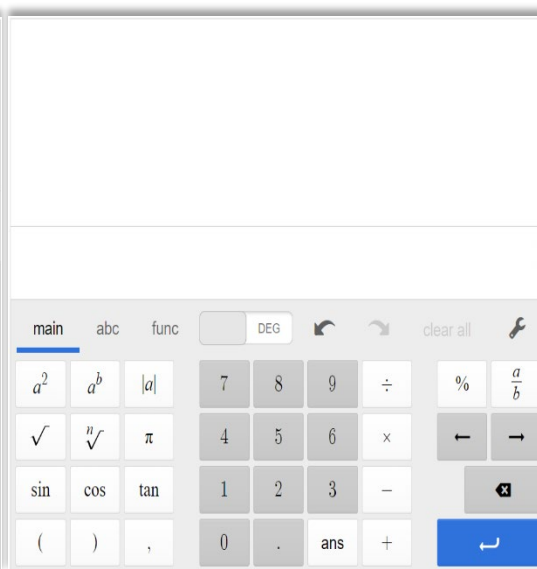 main abc func DEG clear all
a² aᵇ |a| 7 8 9 ÷ % a/b
√ ⁿ√ π 4 5 6 × ← →
sin cos tan 1 2 3 −
( ) , 0 . ans +